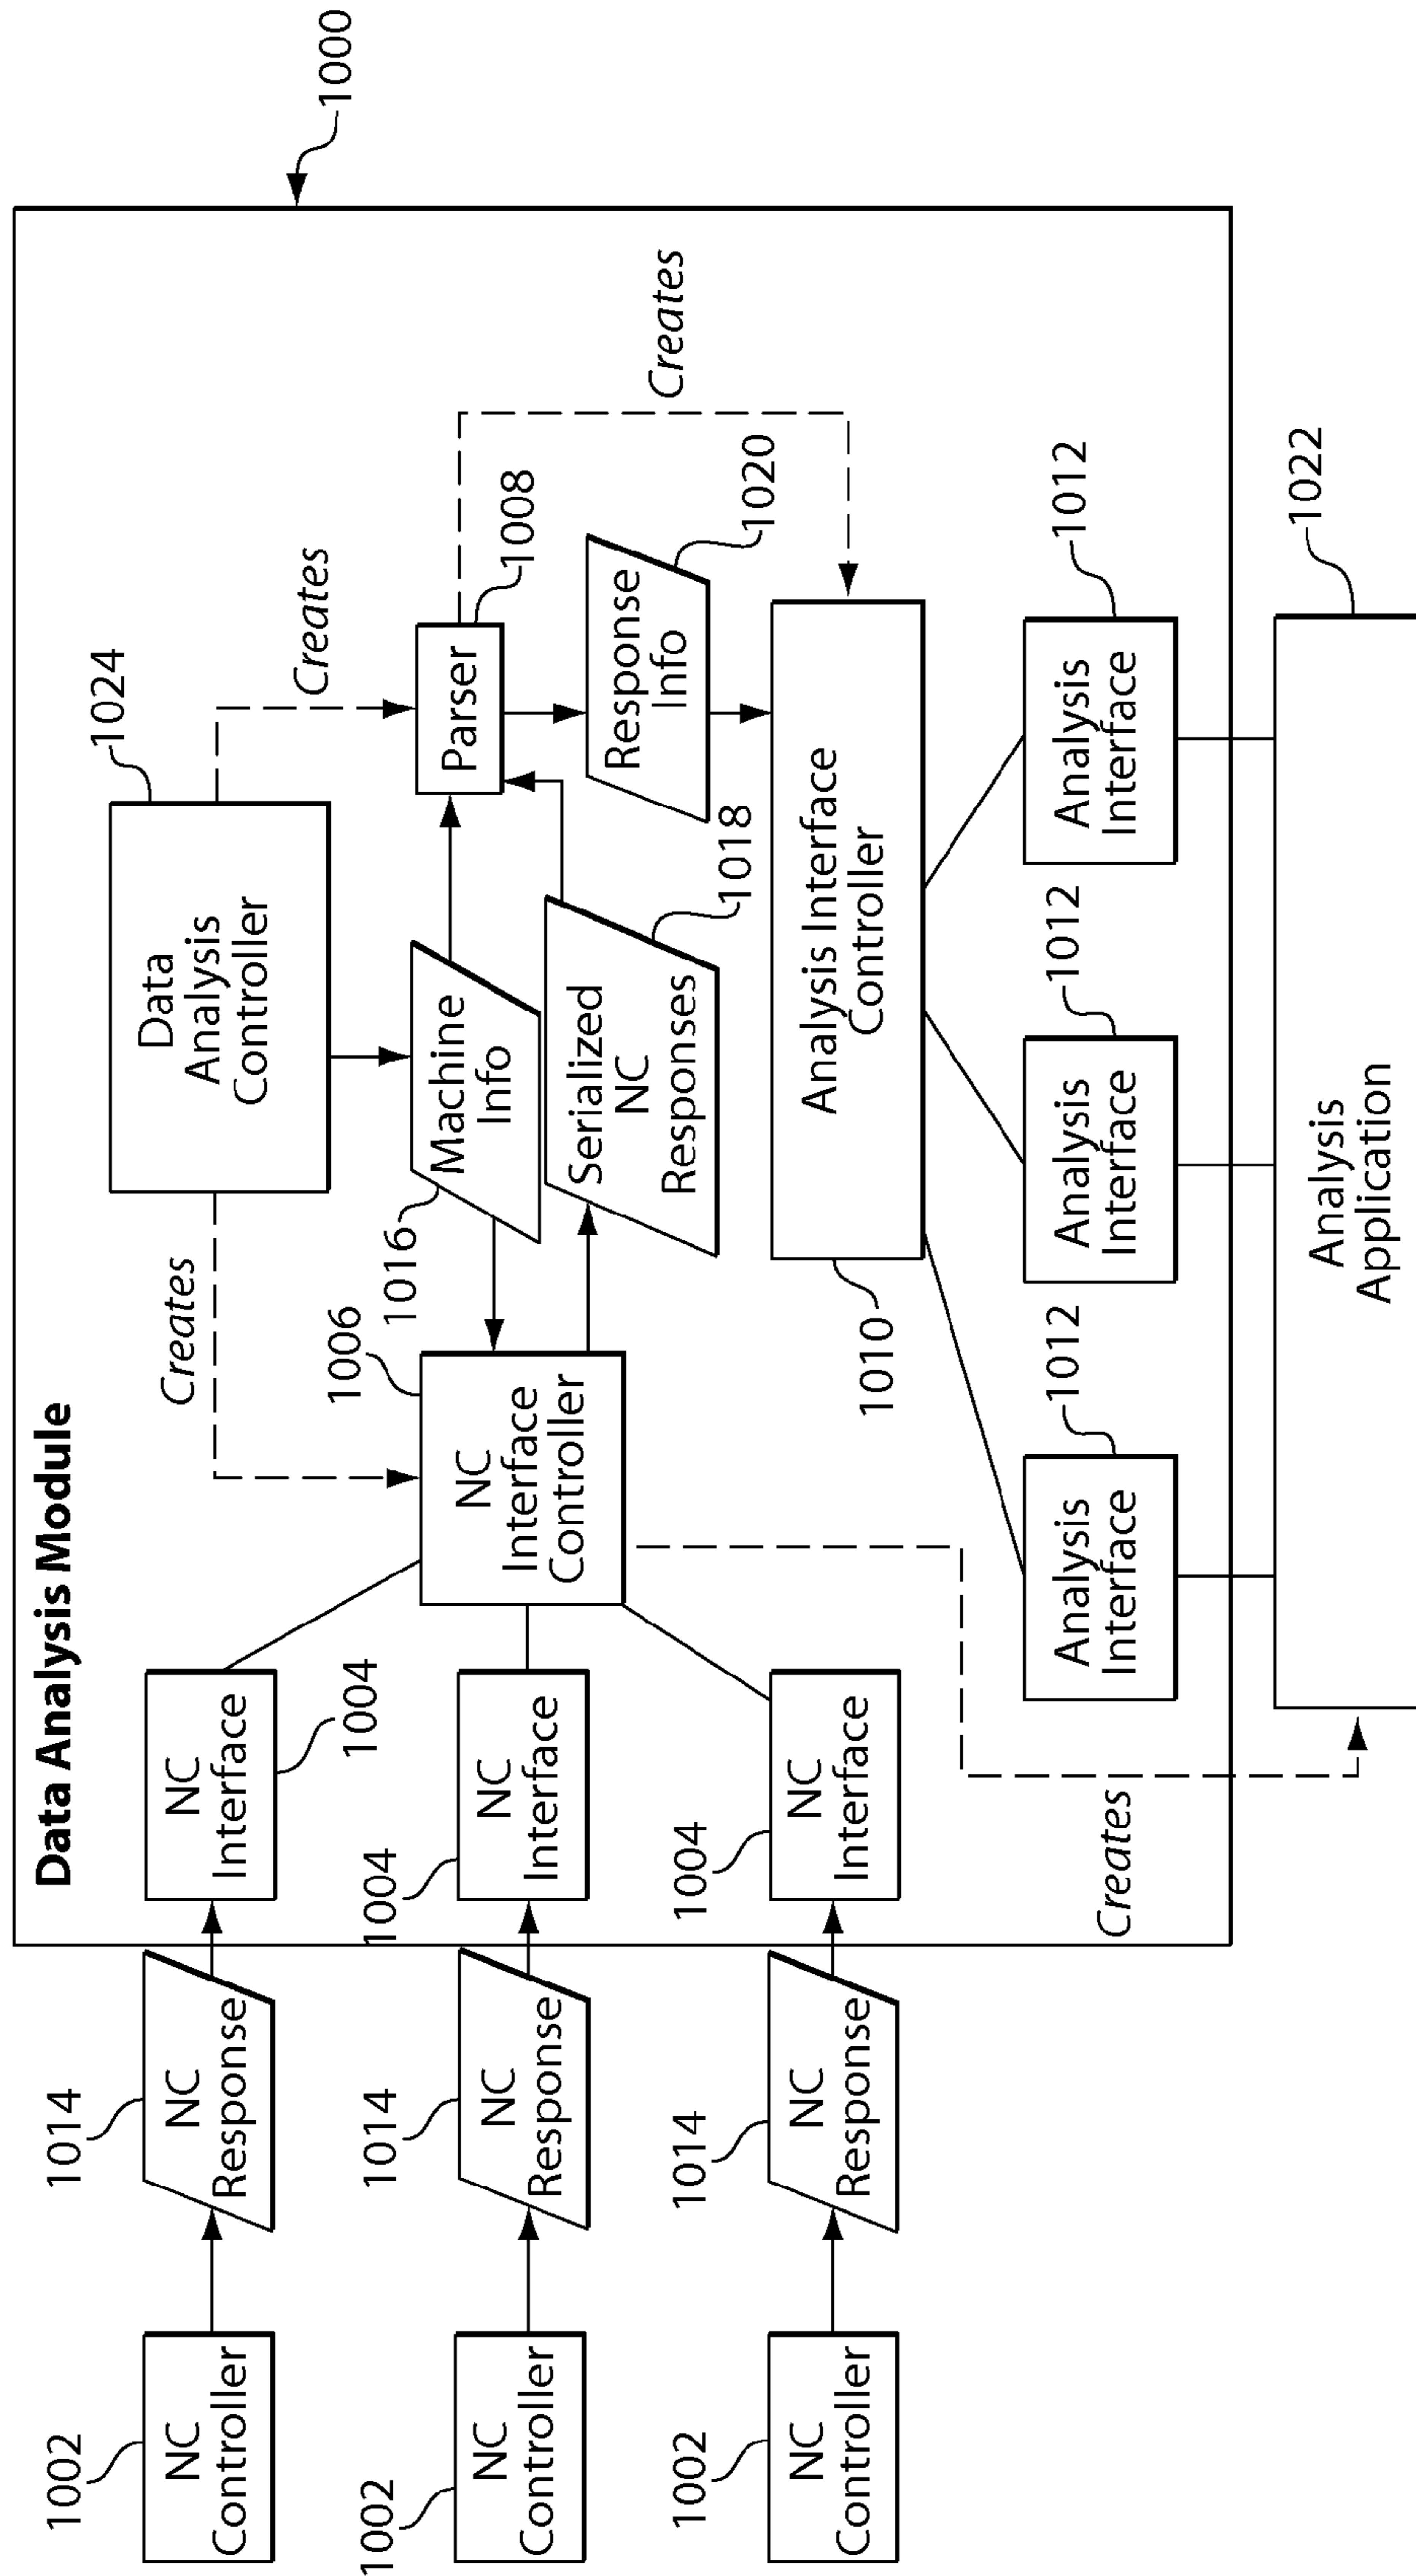 Data Analysis Module
1000
1024
Data
Analysis
Controller
Creates
Creates
Creates
Creates
1002
NC
Controller
1014
NC
Response
NC
Interface
1004
1002
NC
Controller
1014
NC
Response
1004
NC
Interface
1002
NC
Controller
1014
NC
Response
1004
NC
Interface
1006
NC
Interface
Controller
1016
Machine
Info
Parser
1008
Serialized
NC
Responses
1018
Response
Info
1020
Analysis Interface
Controller
1010
1012
Analysis
Interface
1012
Analysis
Interface
1012
Analysis
Interface
1022
Analysis
Application